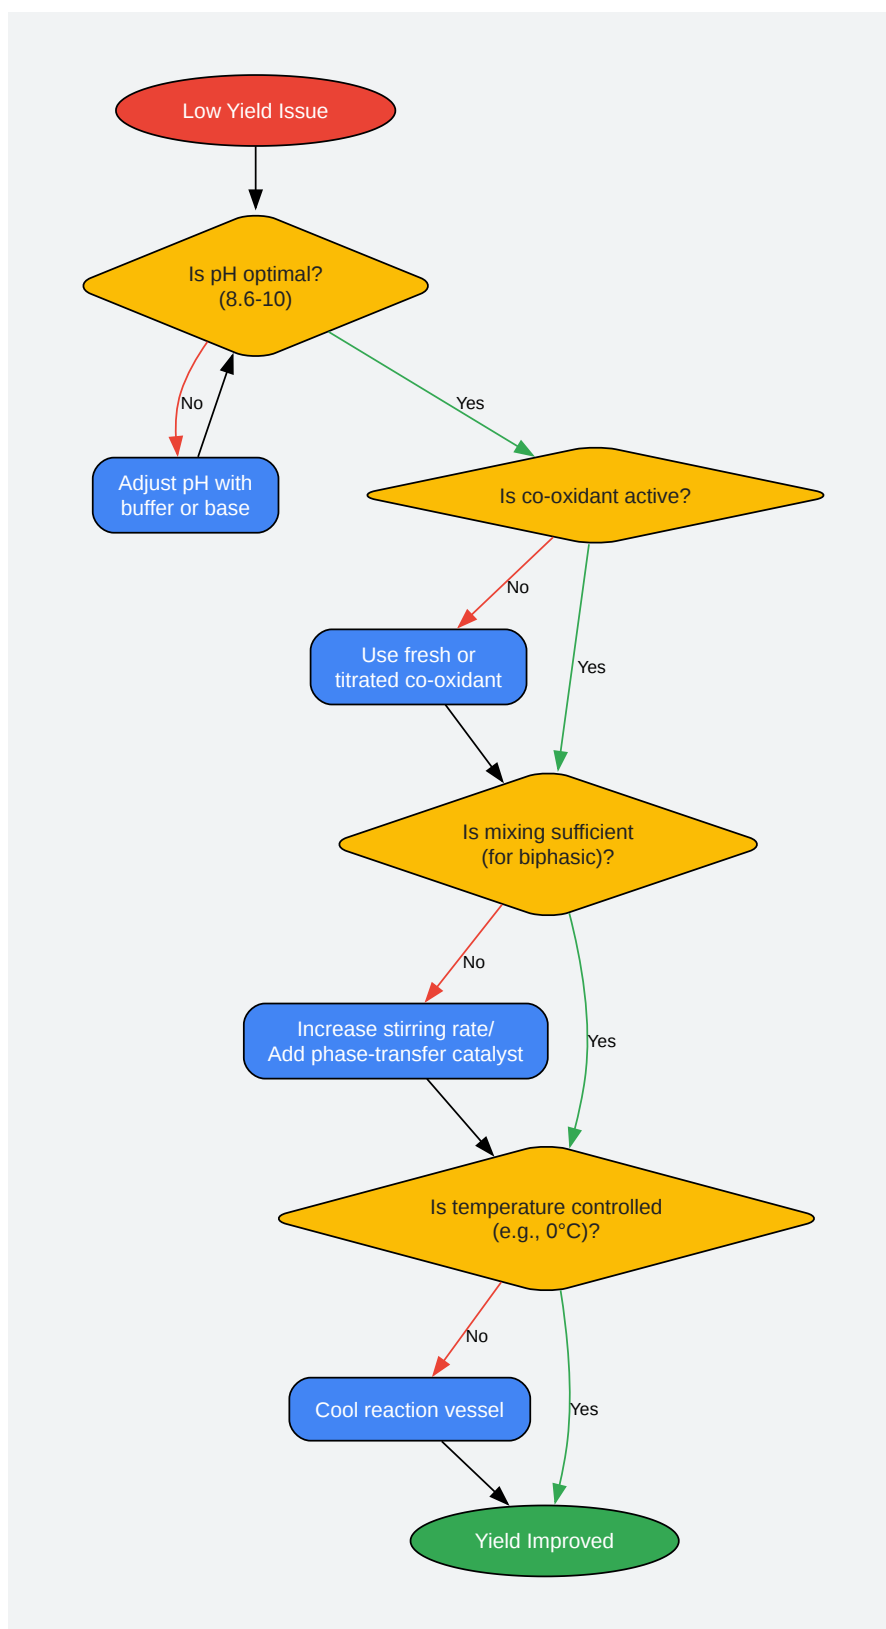 Low Yield Issue
Is pH optimal?
(8.6-10)
No
Yes
Adjust pH with
buffer or base
Is co-oxidant active?
No
Yes
Use fresh or
titrated co-oxidant
Is mixing sufficient
(for biphasic)?
No
Yes
Increase stirring rate/
Add phase-transfer catalyst
Is temperature controlled
(e.g., 0°C)?
No
Yes
Cool reaction vessel
Yield Improved